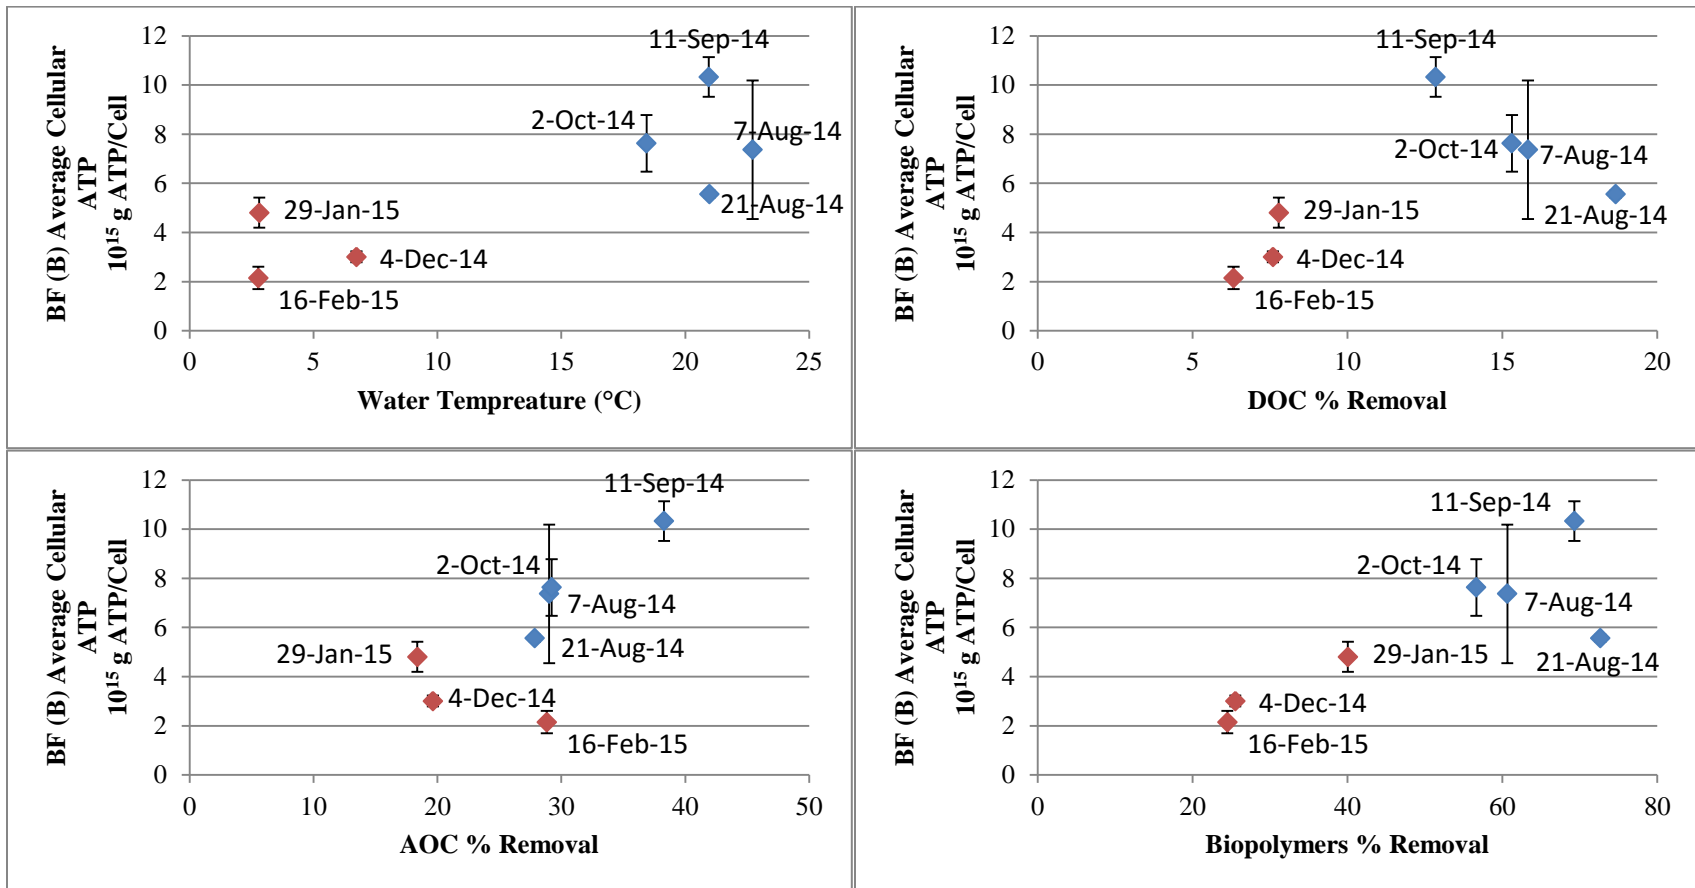 BF (B) Average Cellular
ATP
10¹⁵ g ATP/Cell
12
10
8
6
4
2
0
11-Sep-14
2-Oct-14
7-Aug-14
21-Aug-14
29-Jan-15
4-Dec-14
16-Feb-15
0 5 10 15 20 25
Water Tempreature (°C)
BF (B) Average Cellular
ATP
10¹⁵ g ATP/Cell
12
10
8
6
4
2
0
11-Sep-14
2-Oct-14
7-Aug-14
21-Aug-14
29-Jan-15
4-Dec-14
16-Feb-15
0 5 10 15 20
DOC % Removal
BF (B) Average Cellular
ATP
10¹⁵ g ATP/Cell
12
10
8
6
4
2
0
11-Sep-14
2-Oct-14
7-Aug-14
21-Aug-14
29-Jan-15
4-Dec-14
16-Feb-15
0 10 20 30 40 50
AOC % Removal
BF (B) Average Cellular
ATP
10¹⁵ g ATP/Cell
12
10
8
6
4
2
0
11-Sep-14
2-Oct-14
7-Aug-14
21-Aug-14
29-Jan-15
4-Dec-14
16-Feb-15
0 20 40 60 80
Biopolymers % Removal